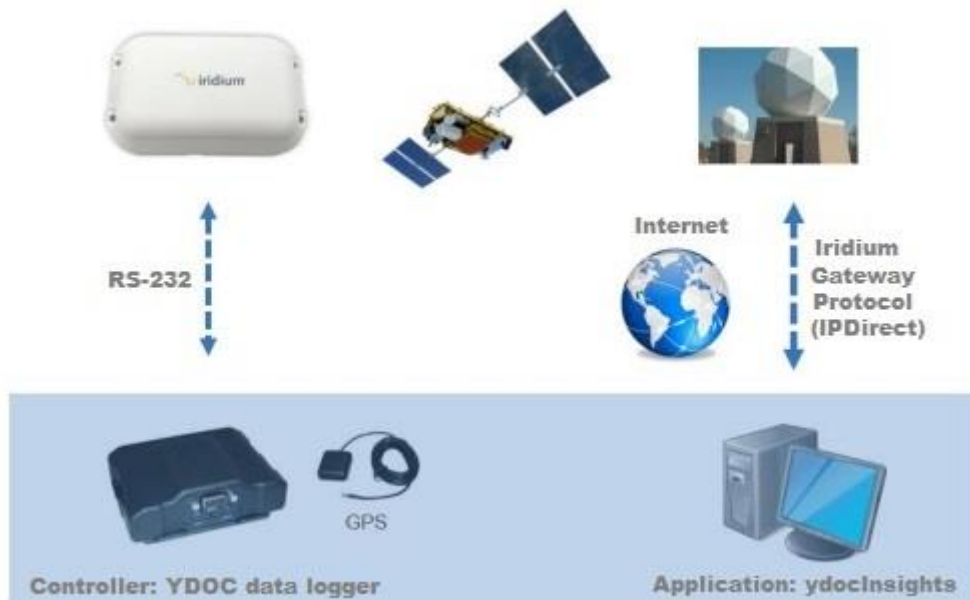 iridium
Internet
RS-232
Iridium
Gateway
Protocol
(IPDirect)
GPS
Controller: YDOC data logger
Application: ydocInsights